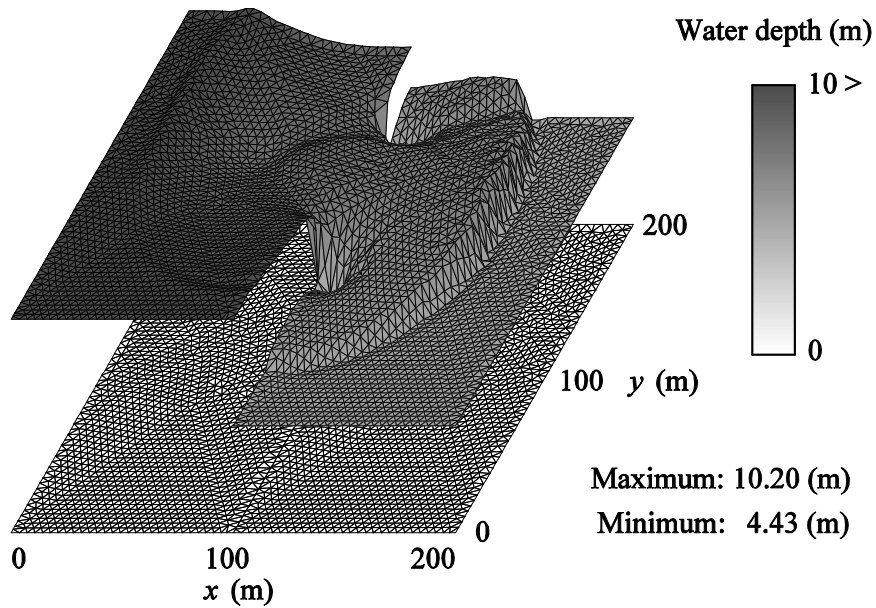 Water depth (m)
10 >
0
200
100 y (m)
Maximum: 10.20 (m)
Minimum: 4.43 (m)
0
0 100 200
x (m)